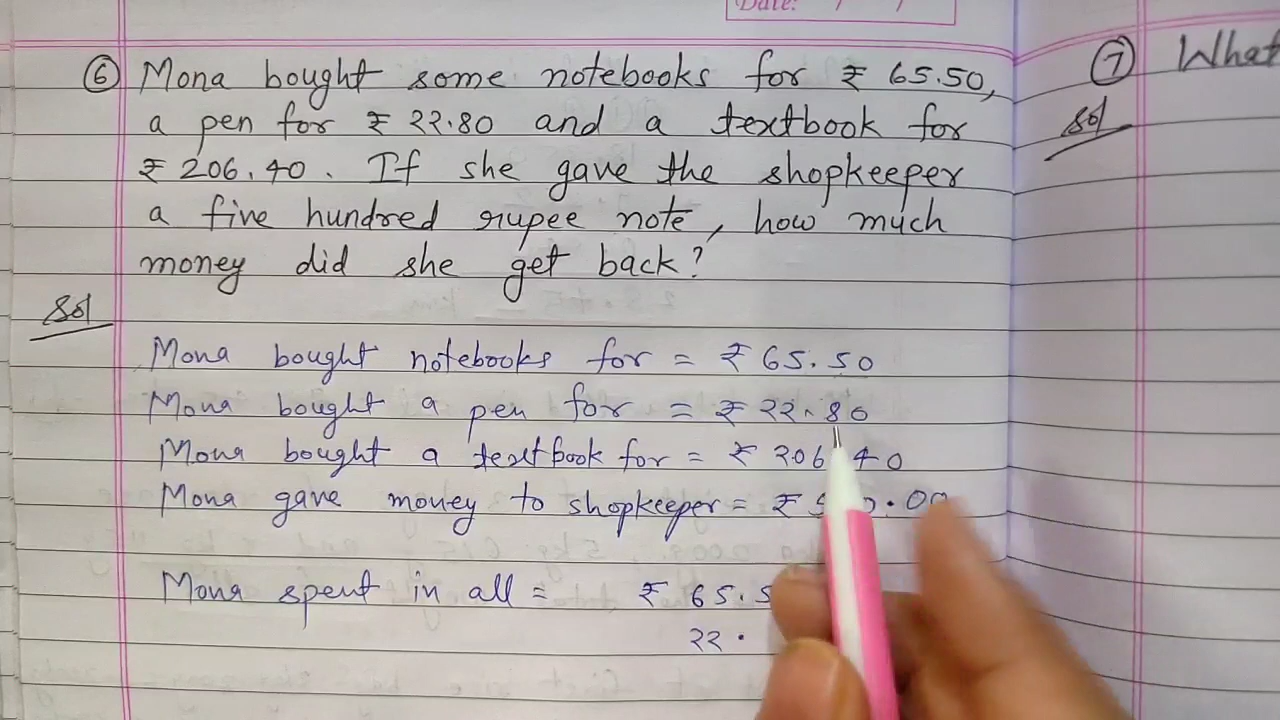 Date: / /
⑥ Mona bought some notebooks for ₹ 65.50,
a pen for ₹ 22.80 and a textbook for
₹ 206.40. If she gave the shopkeeper
a five hundred rupee note, how much
money did she get back?
Sol
Mona bought notebooks for = ₹ 65.50
Mona bought a pen for = ₹ 22.80
Mona bought a textbook for = ₹ 206 40
Mona gave money to shopkeeper = ₹
Mona spent in all = ₹ 65.5
22.
⑦ What
Sol